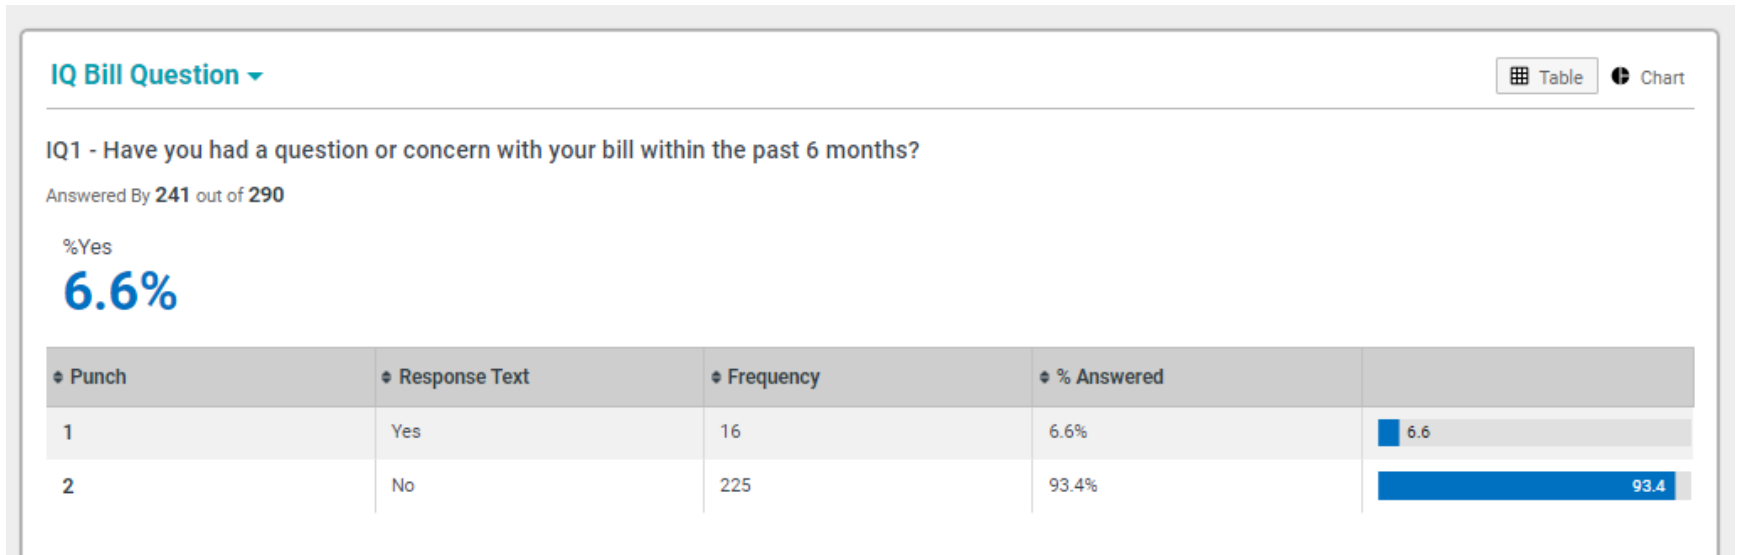 IQ Bill Question
Table Chart
IQ1 - Have you had a question or concern with your bill within the past 6 months?
Answered By 241 out of 290
%Yes
6.6%
Punch Response Text Frequency % Answered
1 Yes 16 6.6% 6.6
2 No 225 93.4% 93.4